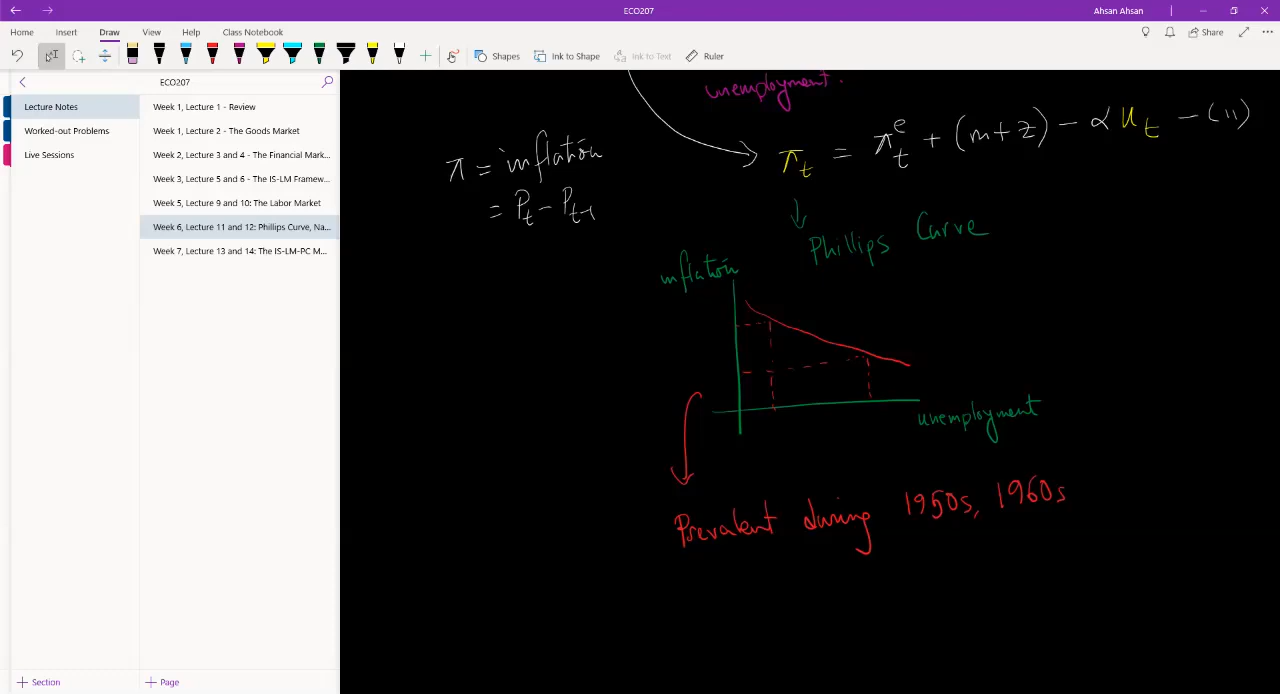 ECO207
Ahsan Ahsan
Home Insert Draw View Help Class Notebook
Shapes Ink to Shape Ink to Text Ruler
Share
ECO207
Lecture Notes
Worked-out Problems
Live Sessions
Week 1, Lecture 1 - Review
Week 1, Lecture 2 - The Goods Market
Week 2, Lecture 3 and 4 - The Financial Mark...
Week 3, Lecture 5 and 6 - The IS-LM Framew...
Week 5, Lecture 9 and 10: The Labor Market
Week 6, Lecture 11 and 12: Phillips Curve, Na...
Week 7, Lecture 13 and 14: The IS-LM-PC M...
+ Section
+ Page
unemployment.
π = inflation
= P_t - P_{t-1}
π_t = π_t^e + (m+z) - α u_t - (11)
Phillips Curve
inflation
unemployment
Prevalent during 1950s, 1960s